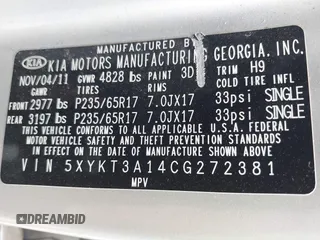 MANUFACTURED BY
KIA KIA MOTORS MANUFACTURING GEORGIA, INC.
NOV/04/11 GVWR 4828 lbs PAINT 3D TRIM H9
TIRES RIMS COLD TIRE INFL
FRONT 2977 lbs P235/65R17 7.0JX17 33psi SINGLE
REAR 3197 lbs P235/65R17 7.0JX17 33psi SINGLE
THIS VEHICLE CONFORMS TO ALL APPLICABLE U.S.A. FEDERAL
MOTOR VEHICLE SAFETY AND THEFT PREVENTION STANDARDS
IN EFFECT ON THE DATE OF MANUFACTURE SHOWN ABOVE
VIN 5XYKT3A14CG272381
MPV
DREAMBID